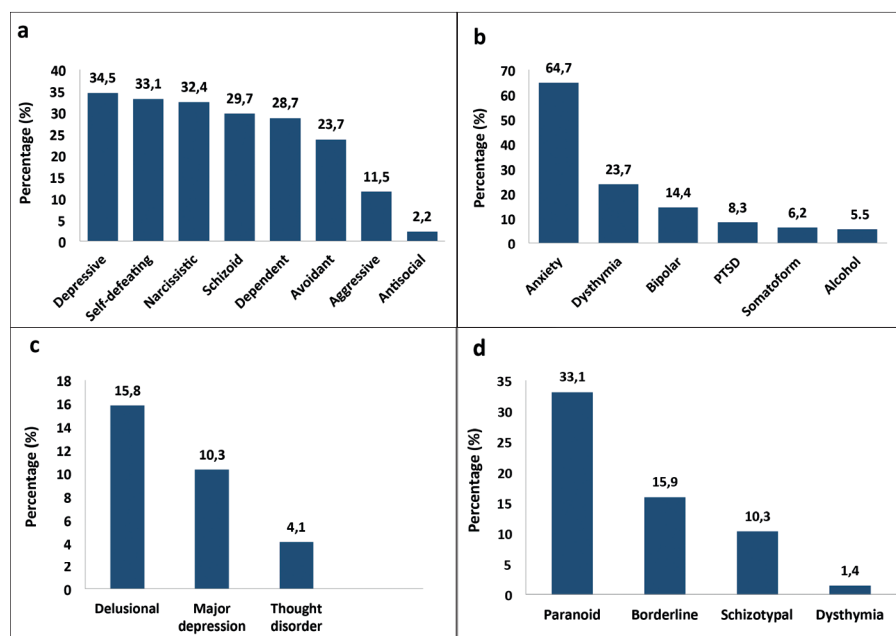 a
Percentage (%)
40
35
30
25
20
15
10
5
0
34,5
33,1
32,4
29,7
28,7
23,7
11,5
2,2
Depressive
Self-defeating
Narcissistic
Schizoid
Dependent
Avoidant
Aggressive
Antisocial
b
Percentage (%)
70
60
50
40
30
20
10
0
64,7
23,7
14,4
8,3
6,2
5.5
Anxiety
Dysthymia
Bipolar
PTSD
Somatoform
Alcohol
c
Percentage (%)
18
16
14
12
10
8
6
4
2
0
15,8
10,3
4,1
Delusional
Major
depression
Thought
disorder
d
Percentage (%)
35
30
25
20
15
10
5
0
33,1
15,9
10,3
1,4
Paranoid
Borderline
Schizotypal
Dysthymia